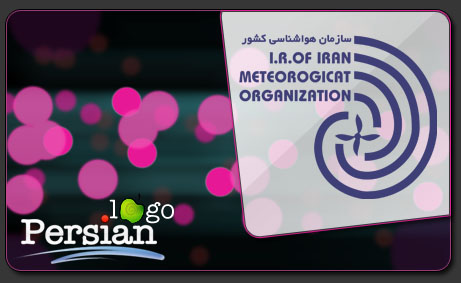 سازمان هواشناسی کشور
I.R.OF IRAN
METEOROGICAT
ORGANIZATION
logo
Persian